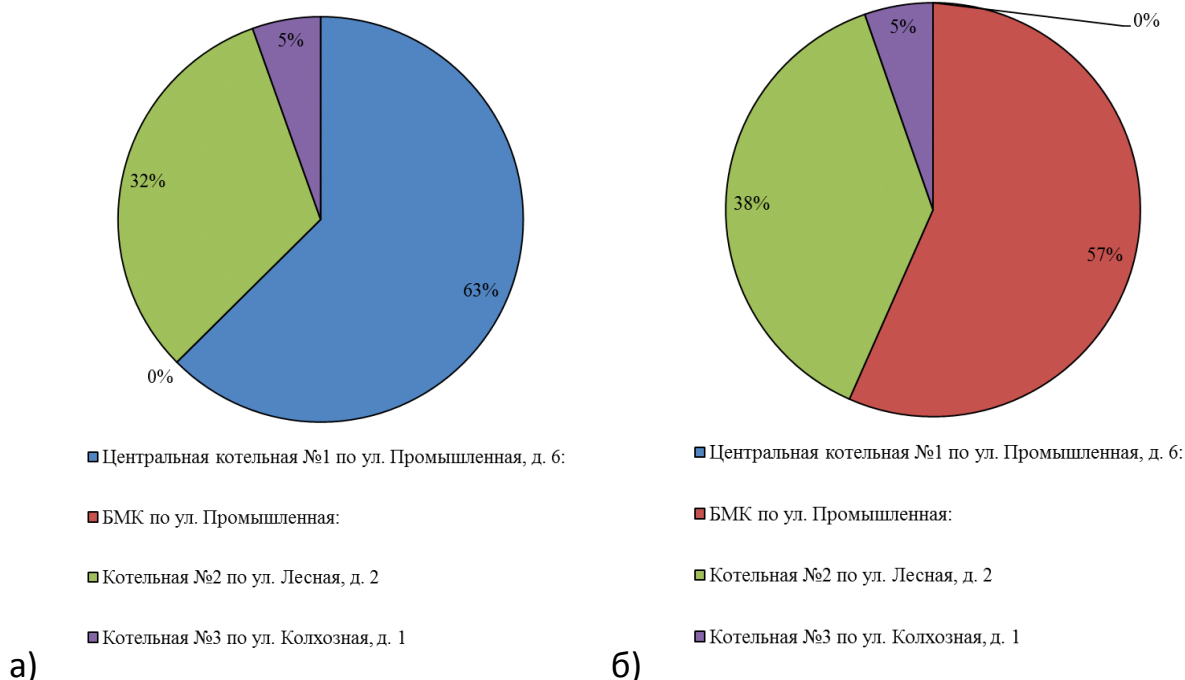 5%
32%
63%
0%
Центральная котельная №1 по ул. Промышленная, д. 6:
БМК по ул. Промышленная:
Котельная №2 по ул. Лесная, д. 2
Котельная №3 по ул. Колхозная, д. 1
а)
0%
5%
38%
57%
Центральная котельная №1 по ул. Промышленная, д. 6:
БМК по ул. Промышленная:
Котельная №2 по ул. Лесная, д. 2
Котельная №3 по ул. Колхозная, д. 1
б)